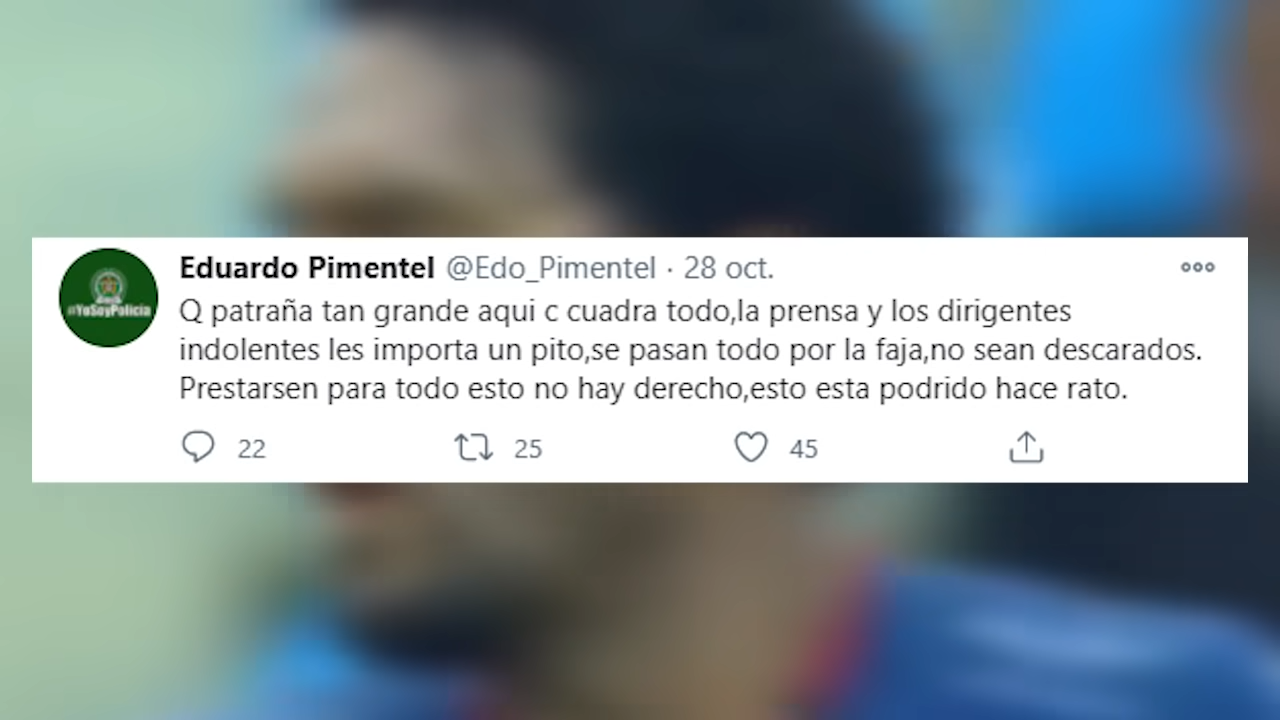 #YoSoyPolicía
Eduardo Pimentel @Edo_Pimentel · 28 oct.
Q patraña tan grande aqui c cuadra todo,la prensa y los dirigentes
indolentes les importa un pito,se pasan todo por la faja,no sean descarados.
Prestarsen para todo esto no hay derecho,esto esta podrido hace rato.
22 25 45